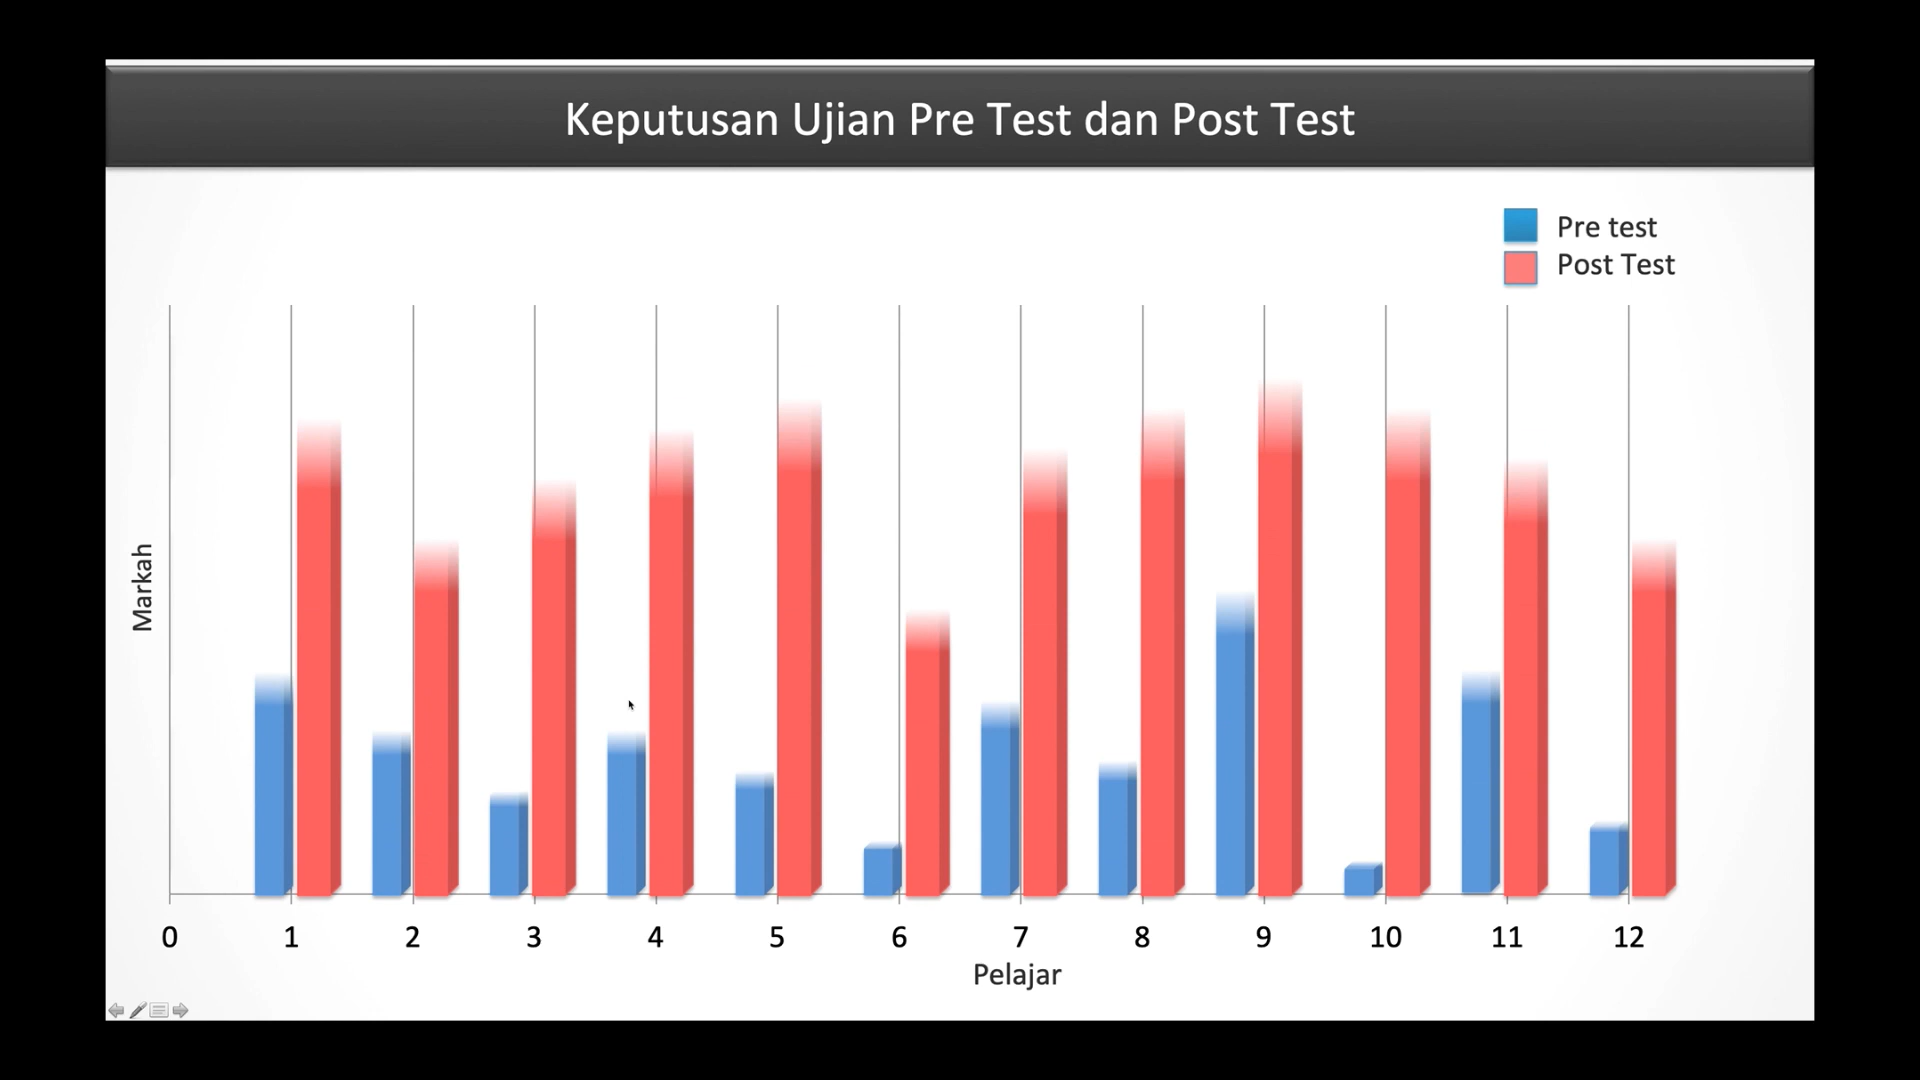 Keputusan Ujian Pre Test dan Post Test
Pre test
Post Test
Markah
0 1 2 3 4 5 6 7 8 9 10 11 12
Pelajar